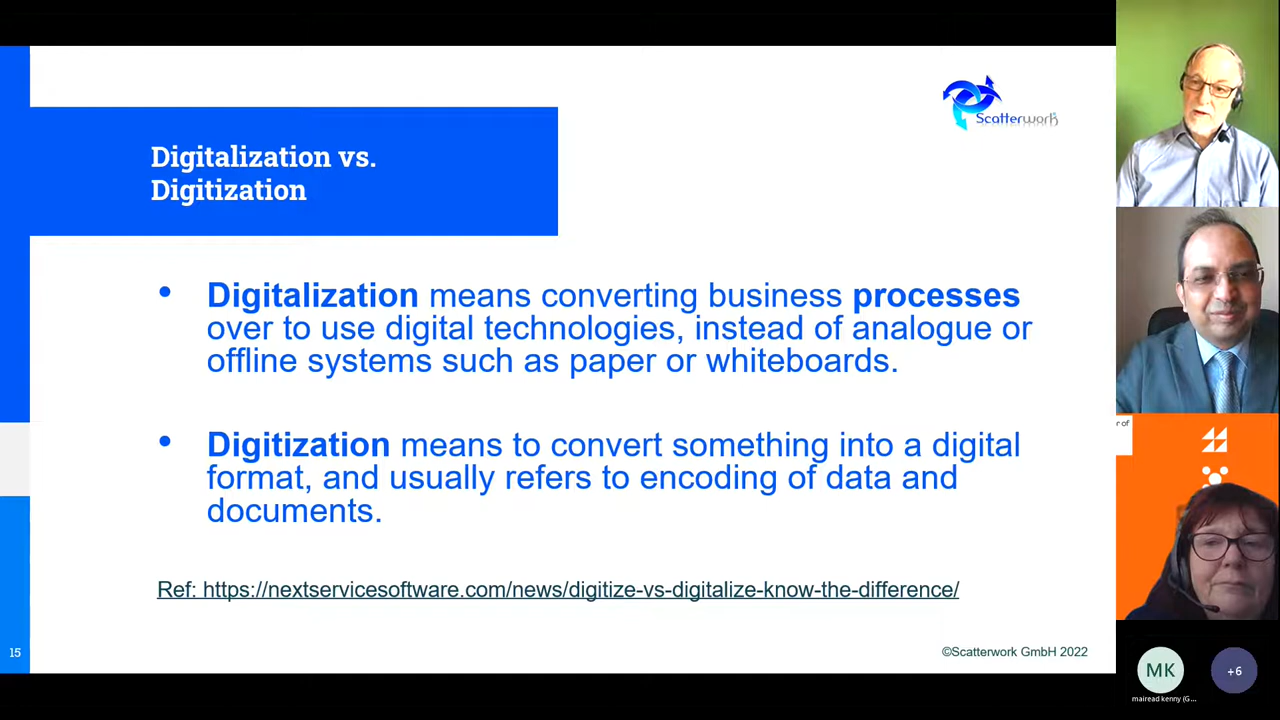 Digitalization vs.
Digitization
Scatterwork
• Digitalization means converting business processes
over to use digital technologies, instead of analogue or
offline systems such as paper or whiteboards.
• Digitization means to convert something into a digital
format, and usually refers to encoding of data and
documents.
Ref: https://nextservicesoftware.com/news/digitize-vs-digitalize-know-the-difference/
15
©Scatterwork GmbH 2022
er of
MK
+6
mairead kenny (G...